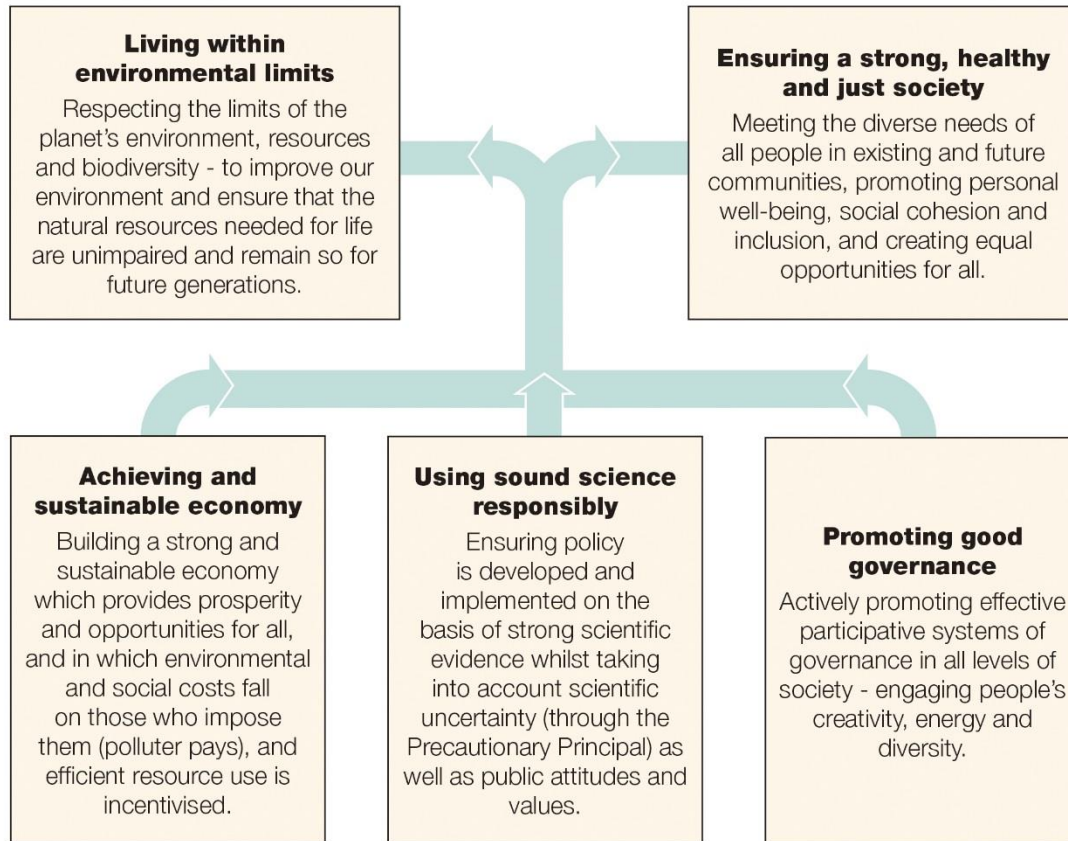 Living within
environmental limits
Respecting the limits of the
planet's environment, resources
and biodiversity - to improve our
environment and ensure that the
natural resources needed for life
are unimpaired and remain so for
future generations.
Ensuring a strong, healthy
and just society
Meeting the diverse needs of
all people in existing and future
communities, promoting personal
well-being, social cohesion and
inclusion, and creating equal
opportunities for all.
Achieving and
sustainable economy
Building a strong and
sustainable economy
which provides prosperity
and opportunities for all,
and in which environmental
and social costs fall
on those who impose
them (polluter pays), and
efficient resource use is
incentivised.
Using sound science
responsibly
Ensuring policy
is developed and
implemented on the
basis of strong scientific
evidence whilst taking
into account scientific
uncertainty (through the
Precautionary Principal) as
well as public attitudes and
values.
Promoting good
governance
Actively promoting effective
participative systems of
governance in all levels of
society - engaging people's
creativity, energy and
diversity.